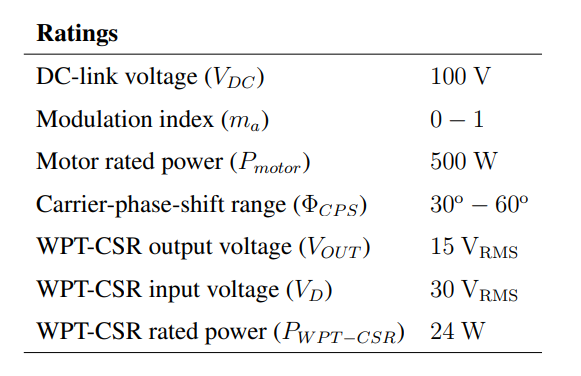 Ratings
DC-link voltage (V_DC) 100 V
Modulation index (m_a) 0 − 1
Motor rated power (P_motor) 500 W
Carrier-phase-shift range (Φ_CPS) 30º − 60º
WPT-CSR output voltage (V_OUT) 15 V_RMS
WPT-CSR input voltage (V_D) 30 V_RMS
WPT-CSR rated power (P_WPT−CSR) 24 W